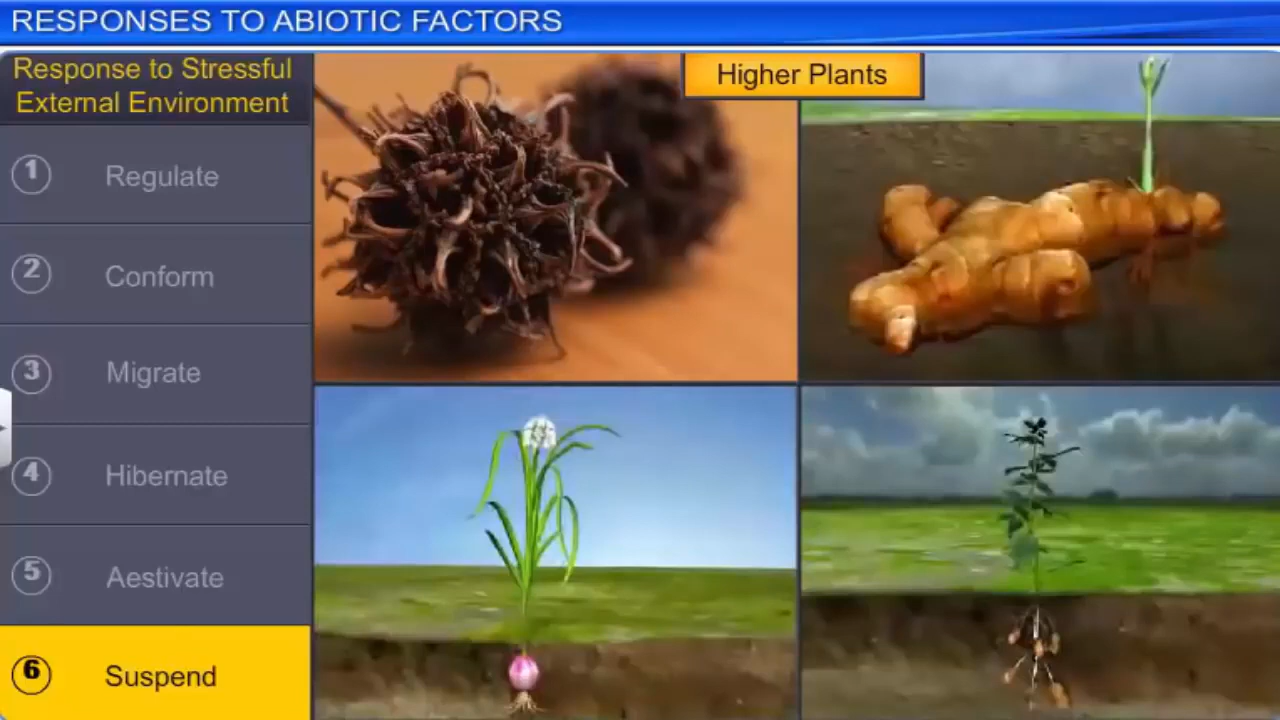 RESPONSES TO ABIOTIC FACTORS
Response to Stressful
External Environment
Higher Plants
1 Regulate
2 Conform
3 Migrate
4 Hibernate
5 Aestivate
6 Suspend